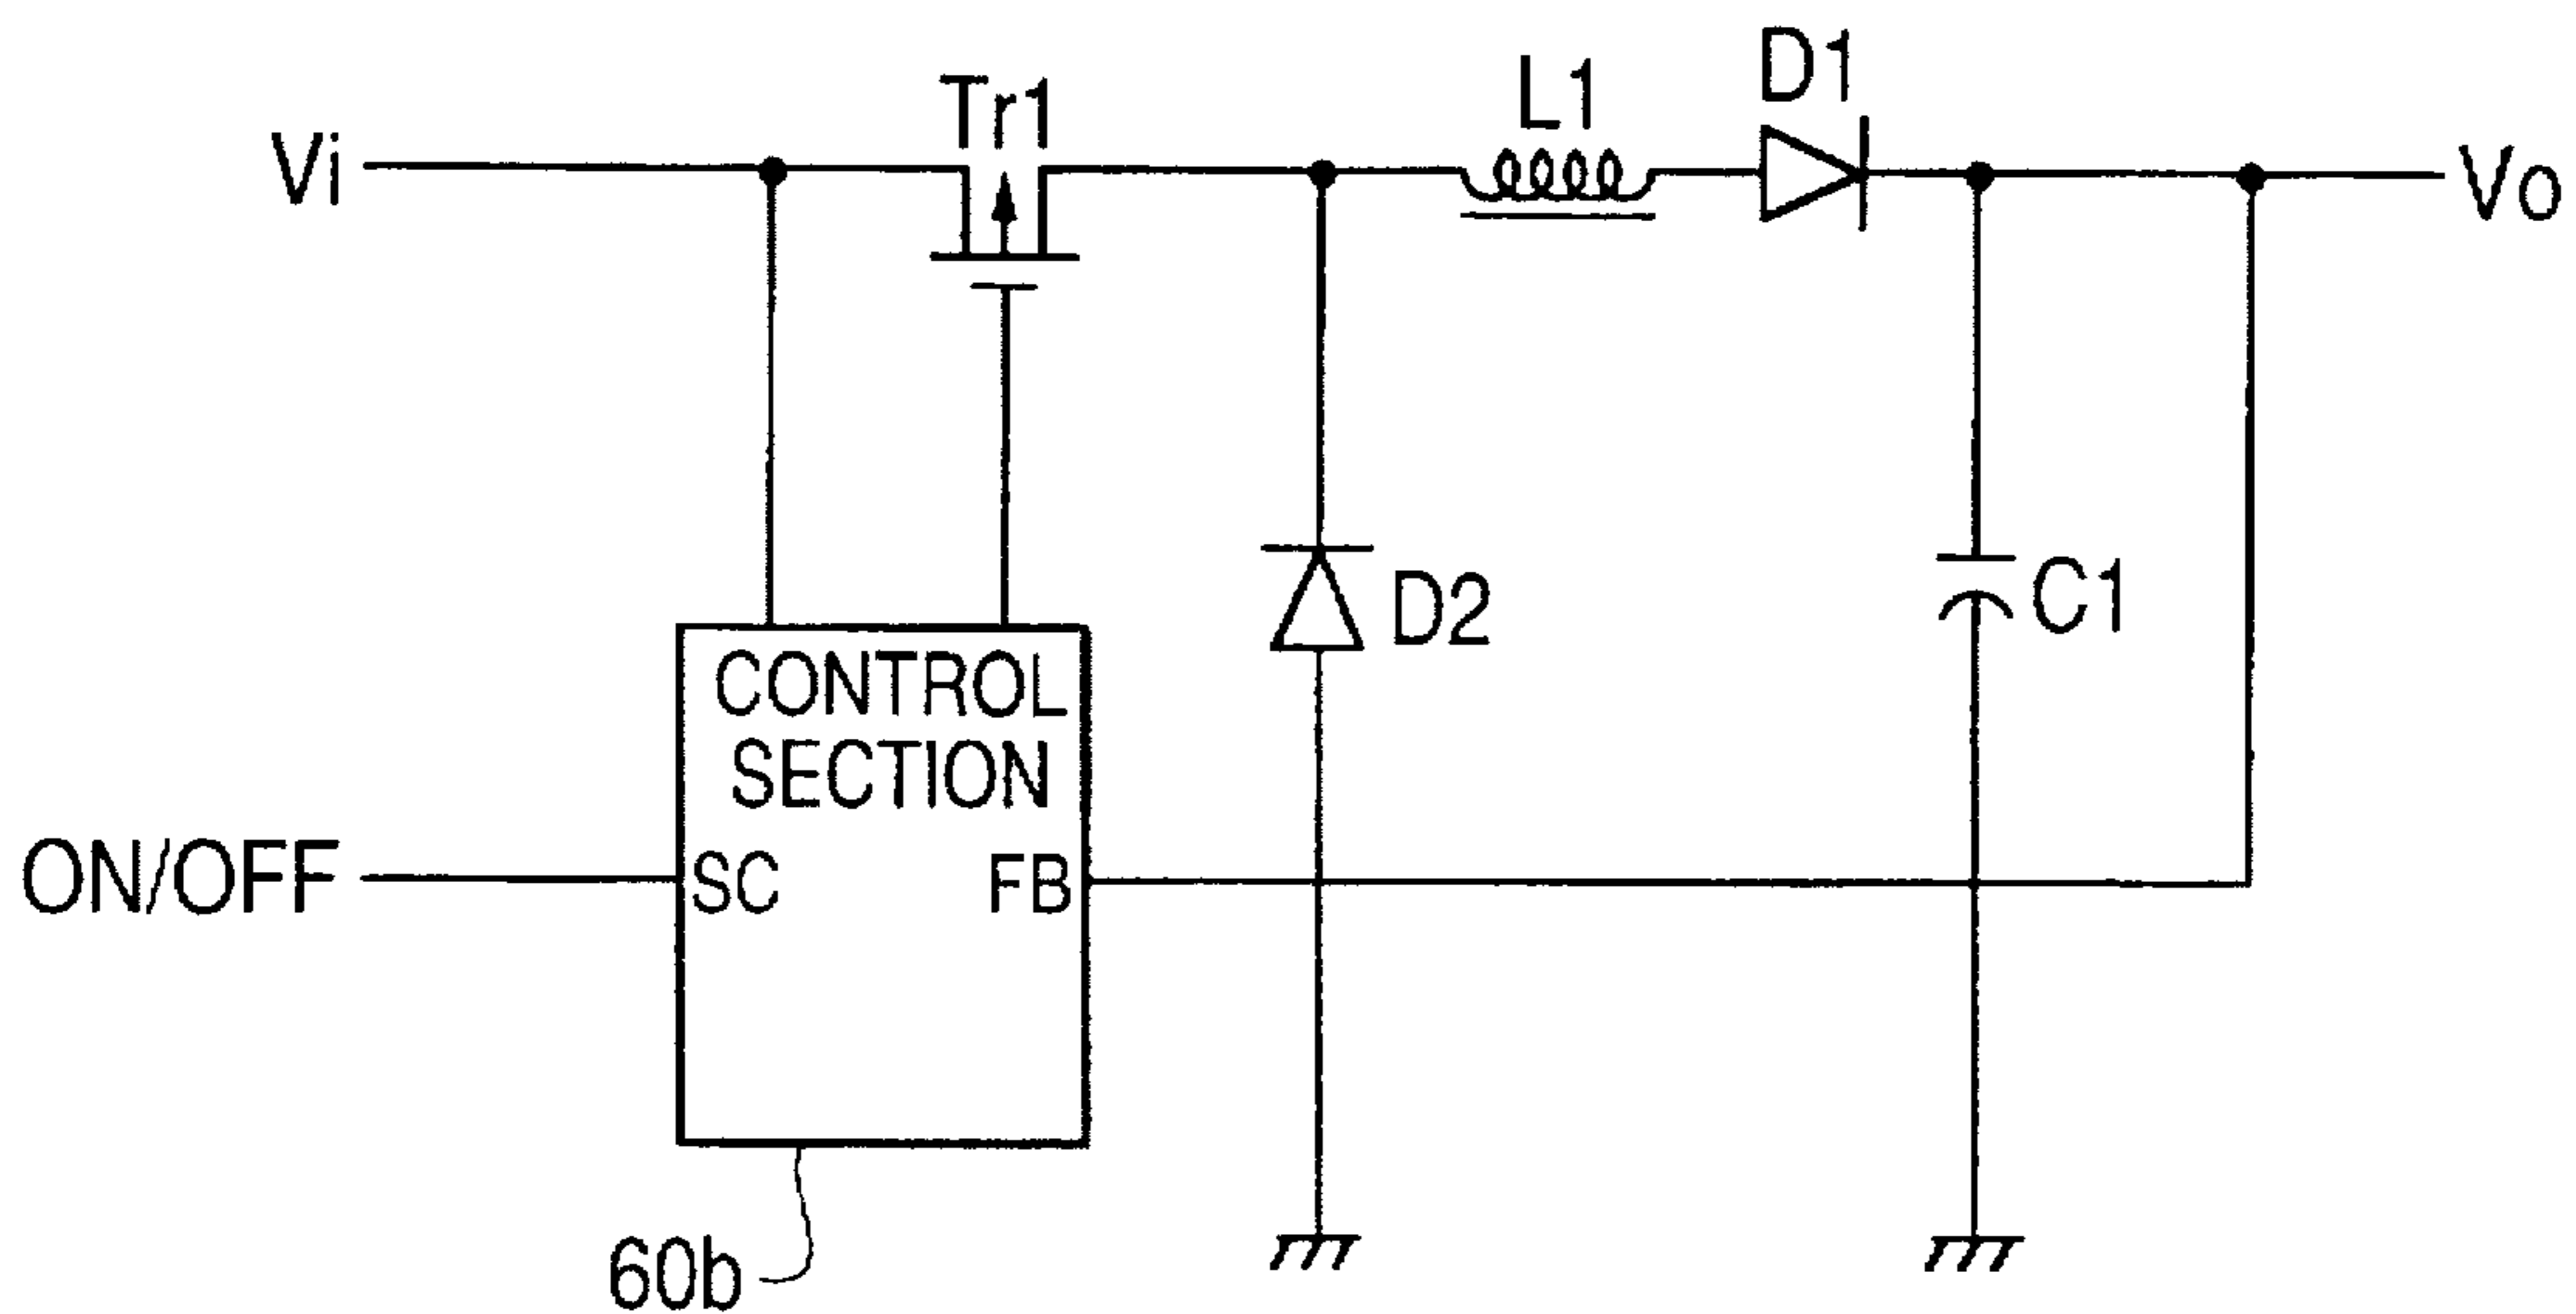 Tr1
L1
D1
Vi
Vo
D2
C1
CONTROL
SECTION
ON/OFF
SC
FB
60b